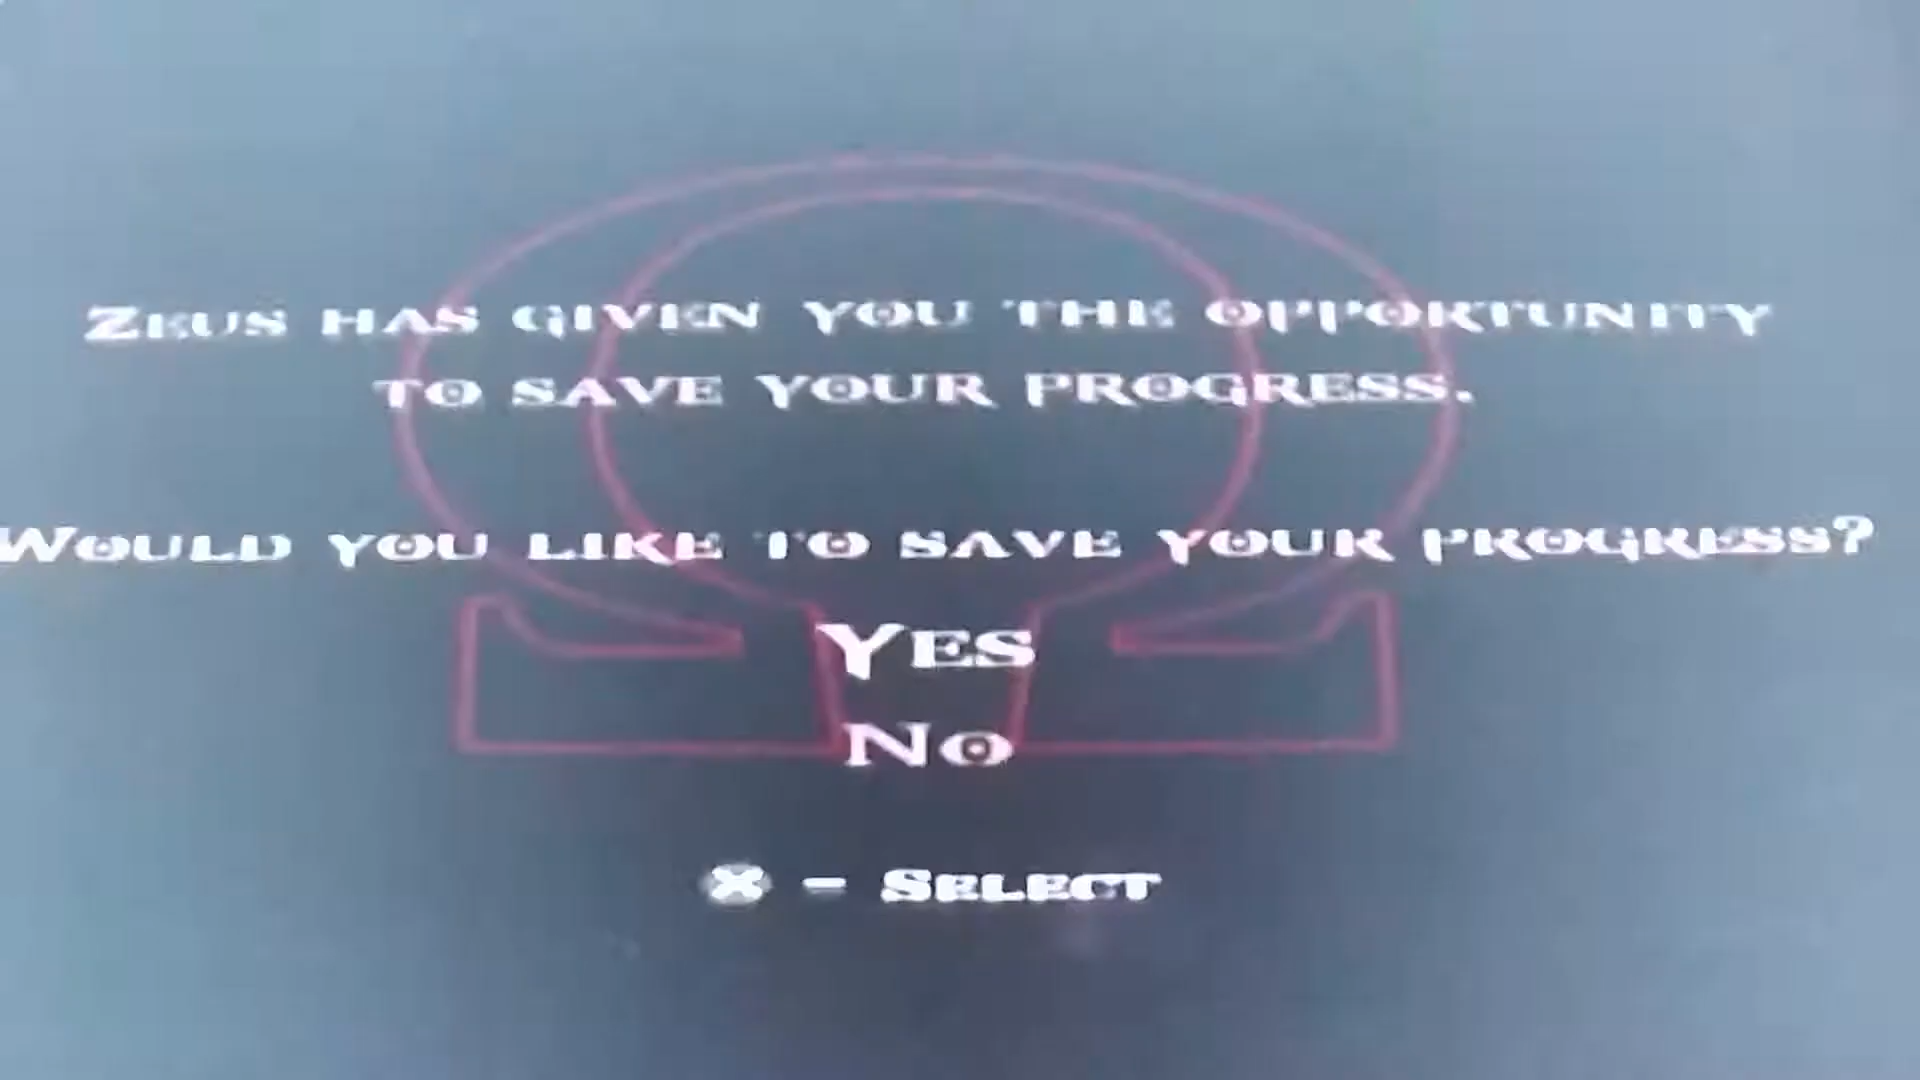 Zeus has given you the opportunity
to save your progress.
Would you like to save your progress?
Yes
No
- Select